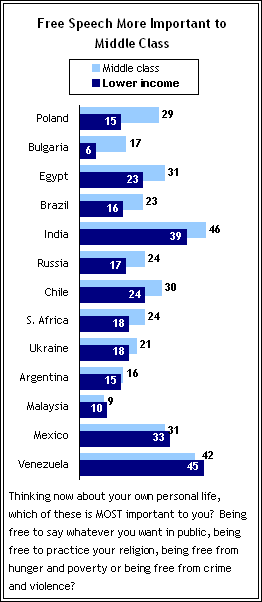 Free Speech More Important to
Middle Class
Middle class
Lower income
Poland 29 15
Bulgaria 17 6
Egypt 31 23
Brazil 23 16
India 46 39
Russia 24 17
Chile 30 24
S. Africa 24 18
Ukraine 21 18
Argentina 16 15
Malaysia 9 10
Mexico 31 33
Venezuela 42 45
Thinking now about your own personal life,
which of these is MOST important to you? Being
free to say whatever you want in public, being
free to practice your religion, being free from
hunger and poverty or being free from crime
and violence?